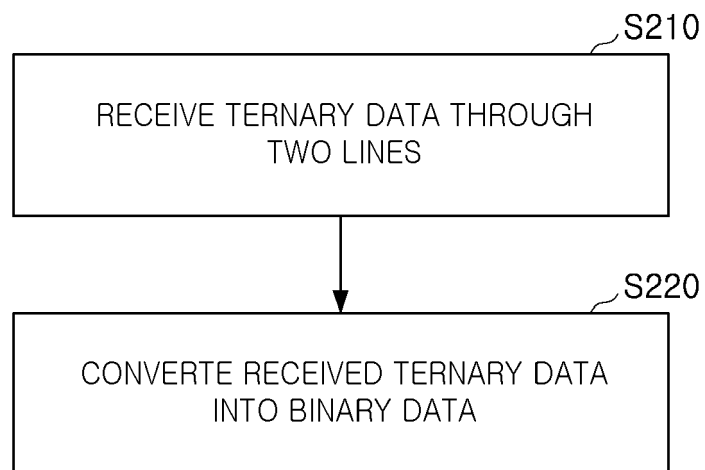 S210
RECEIVE TERNARY DATA THROUGH
TWO LINES
S220
CONVERTE RECEIVED TERNARY DATA
INTO BINARY DATA